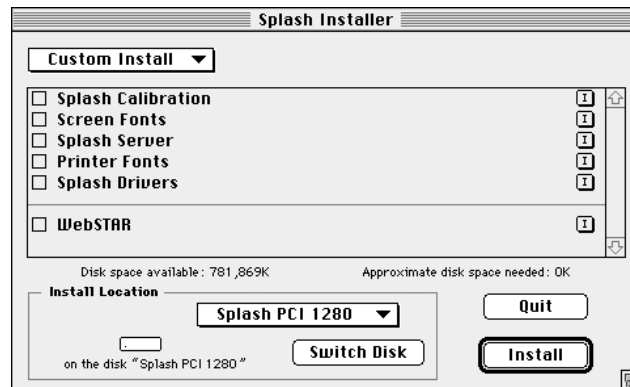 Splash Installer
Custom Install
Splash Calibration I
Screen Fonts I
Splash Server I
Printer Fonts I
Splash Drivers I
WebSTAR I
Disk space available: 781,869K Approximate disk space needed: 0K
Install Location
Splash PCI 1280 Quit
on the disk “Splash PCI 1280” Switch Disk Install